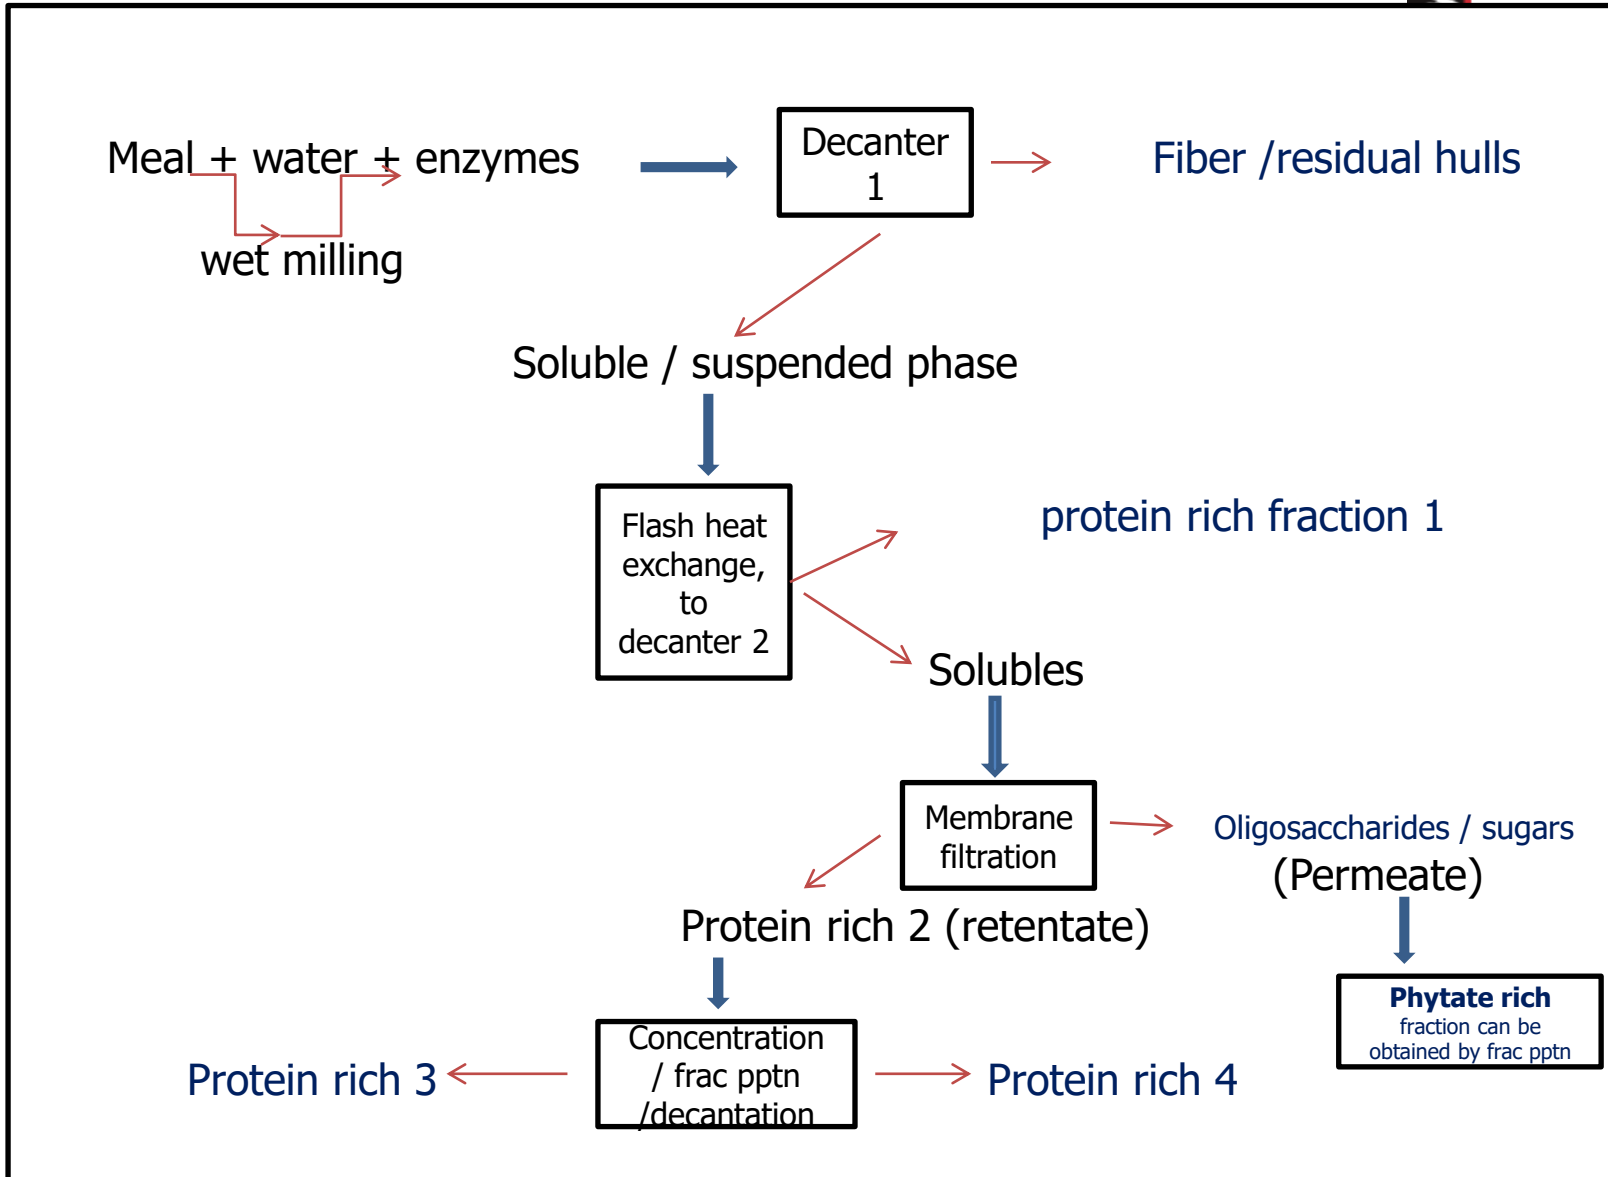 Meal + water + enzymes
wet milling
Decanter
1
Fiber /residual hulls
Soluble / suspended phase
Flash heat
exchange,
to
decanter 2
protein rich fraction 1
Solubles
Membrane
filtration
Oligosaccharides / sugars
(Permeate)
Protein rich 2 (retentate)
Phytate rich
fraction can be
obtained by frac pptn
Concentration
/ frac pptn
/decantation
Protein rich 3
Protein rich 4